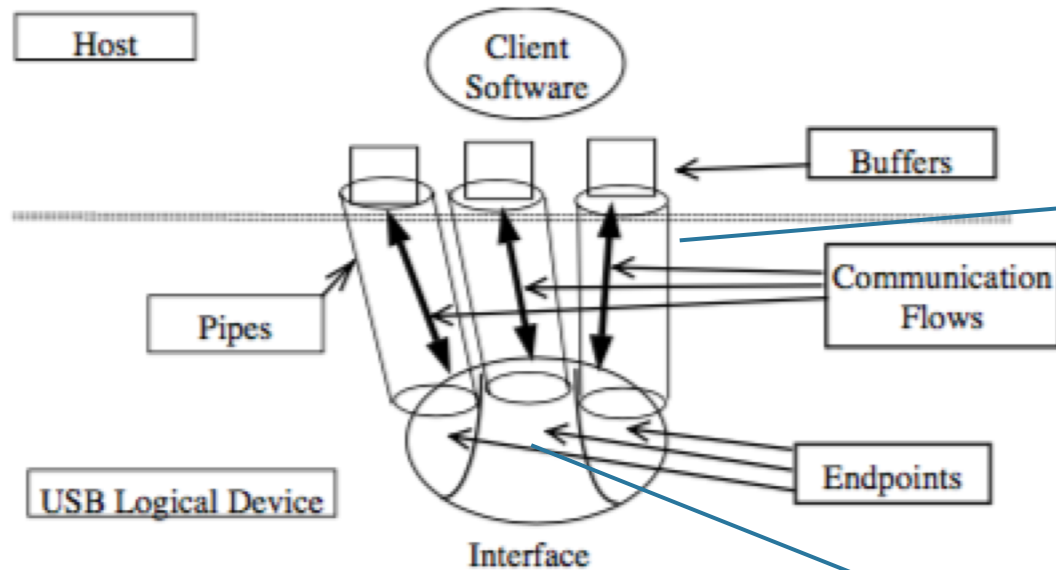 Host
Client
Software
Buffers
Communication
Flows
Pipes
Endpoints
USB Logical Device
Interface